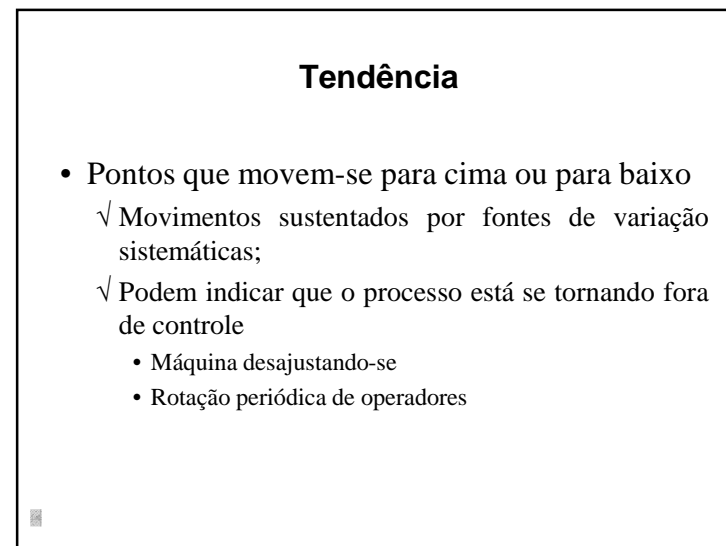 Tendência
• Pontos que movem-se para cima ou para baixo
√ Movimentos sustentados por fontes de variação
sistemáticas;
√ Podem indicar que o processo está se tornando fora
de controle
• Máquina desajustando-se
• Rotação periódica de operadores